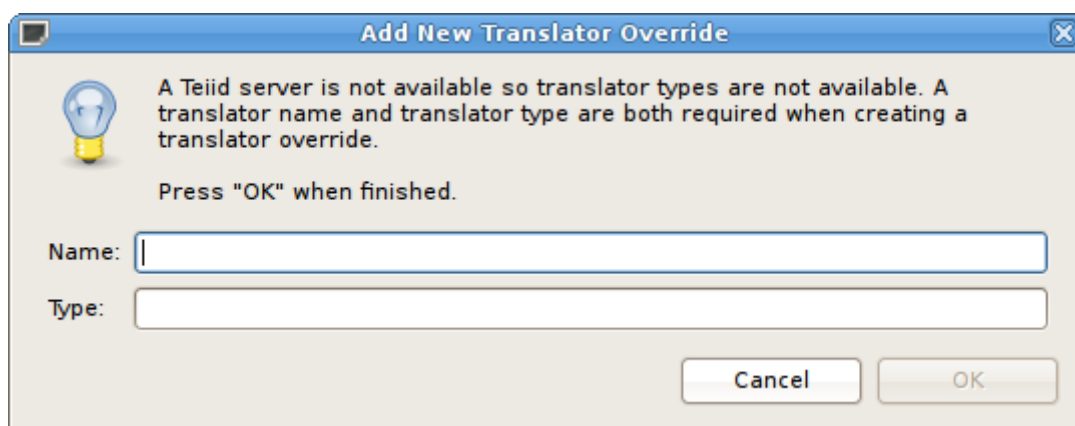 Add New Translator Override
A Teiid server is not available so translator types are not available. A
translator name and translator type are both required when creating a
translator override.
Press "OK" when finished.
Name:
Type:
Cancel OK